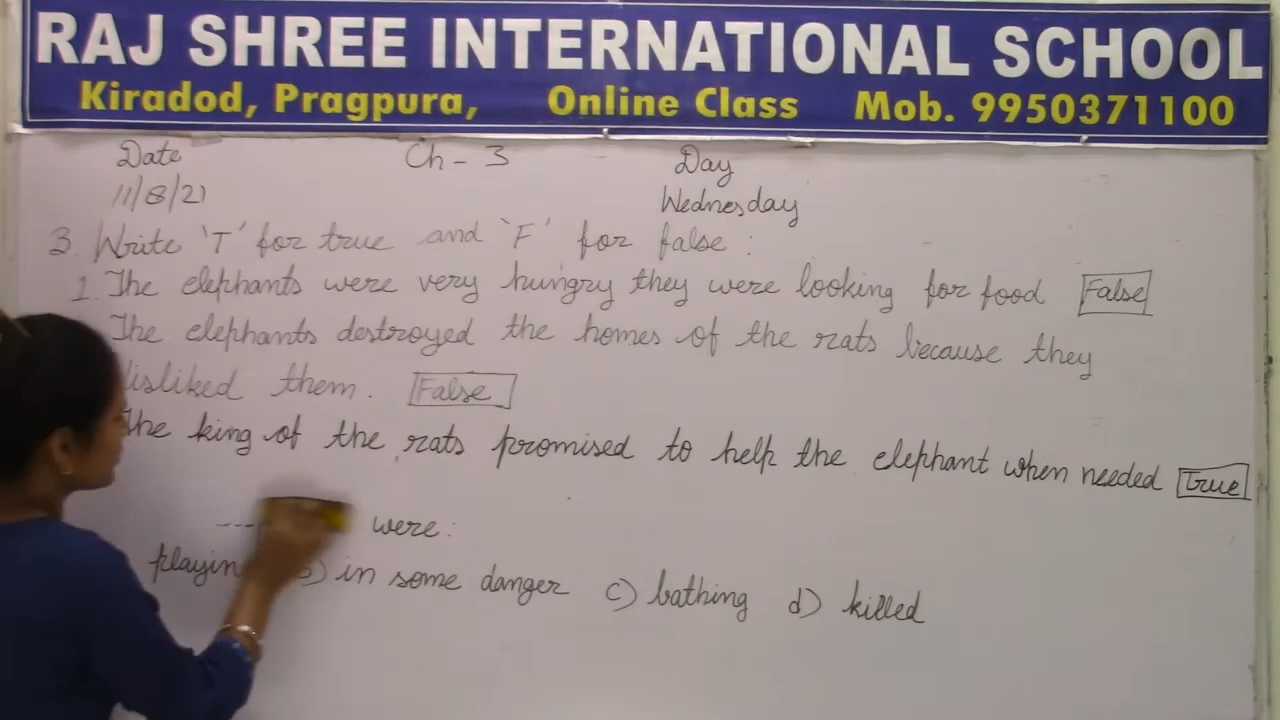 RAJ SHREE INTERNATIONAL SCHOOL
Kiradod, Pragpura, Online Class Mob. 9950371100
Date Ch - 3 Day
11/8/21 Wednesday
3. Write 'T' for true and 'F' for false:
1. The elephants were very hungry they were looking for food False
The elephants destroyed the homes of the rats because they
disliked them. False
The king of the rats promised to help the elephant when needed True
were:
playin B) in some danger c) bathing d) killed